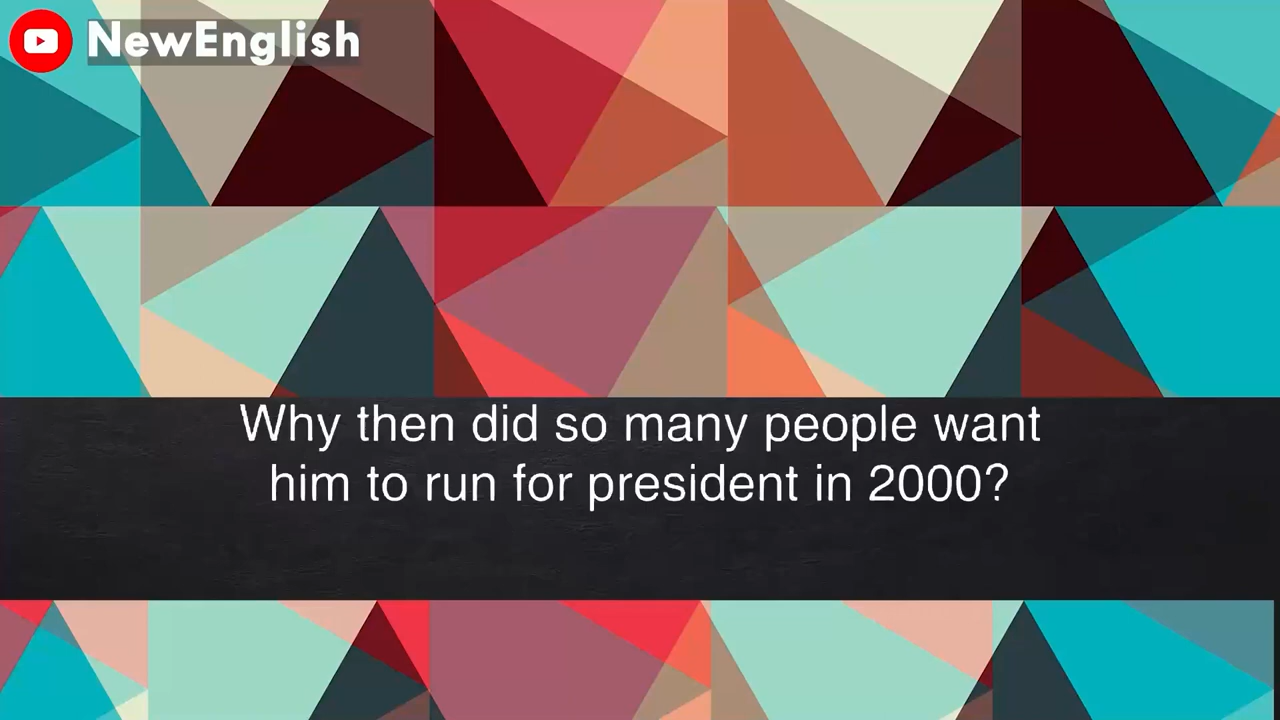 NewEnglish
Why then did so many people want
him to run for president in 2000?